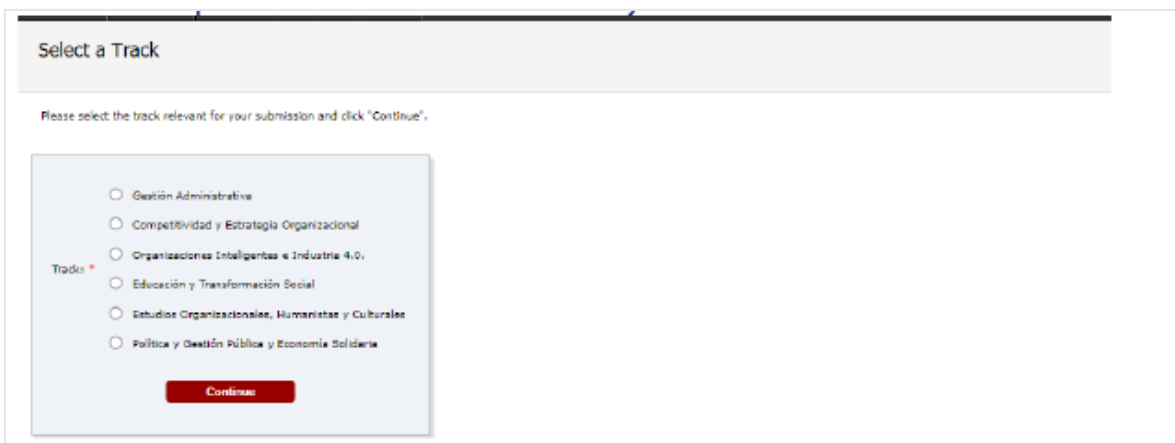 Select a Track
Please select the track relevant for your submission and click "Continue".
Gestión Administrativa
Competitividad y Estrategia Organizacional
Organizaciones Inteligentes e Industria 4.0.
Track: *
Educación y Transformación Social
Estudios Organizacionales, Humanistas y Culturales
Política y Gestión Pública y Economía Solidaria
Continue